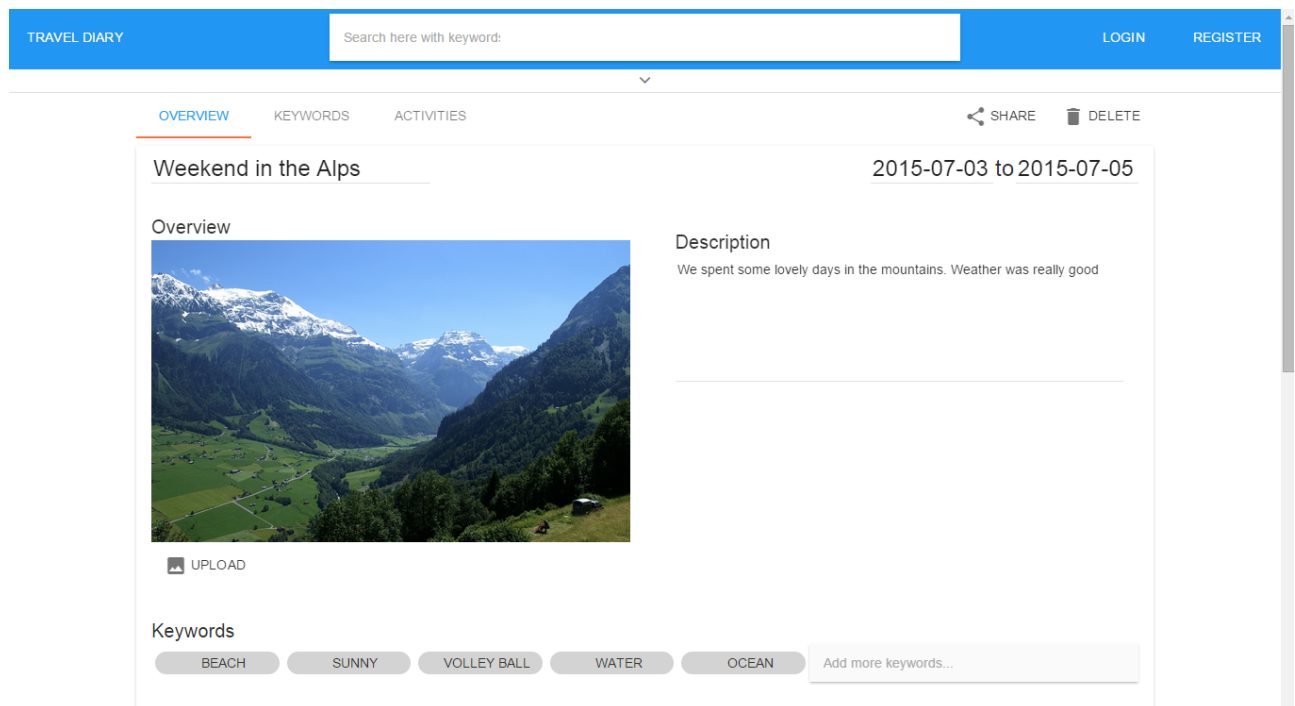 TRAVEL DIARY
Search here with keyword:
LOGIN
REGISTER
OVERVIEW
KEYWORDS
ACTIVITIES
SHARE
DELETE
Weekend in the Alps
2015-07-03 to 2015-07-05
Overview
Description
We spent some lovely days in the mountains. Weather was really good
UPLOAD
Keywords
BEACH
SUNNY
VOLLEY BALL
WATER
OCEAN
Add more keywords...